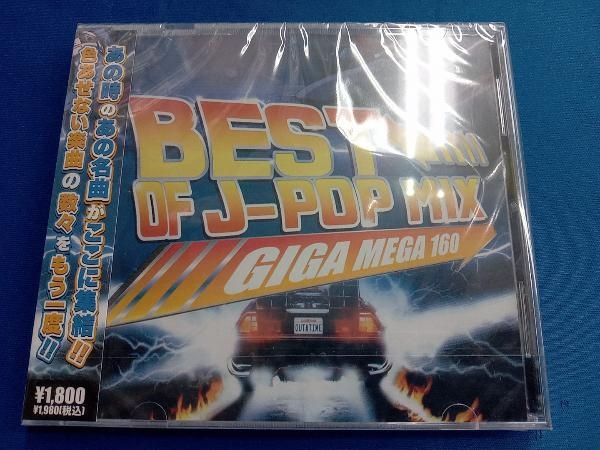 あの時のあの名曲がここに集結!!
色あせない楽曲の数々をもう一度!!
¥1,800
¥1,980(税込)
BEST
OF J-POP MIX
GIGA MEGA 160
OUTATIME